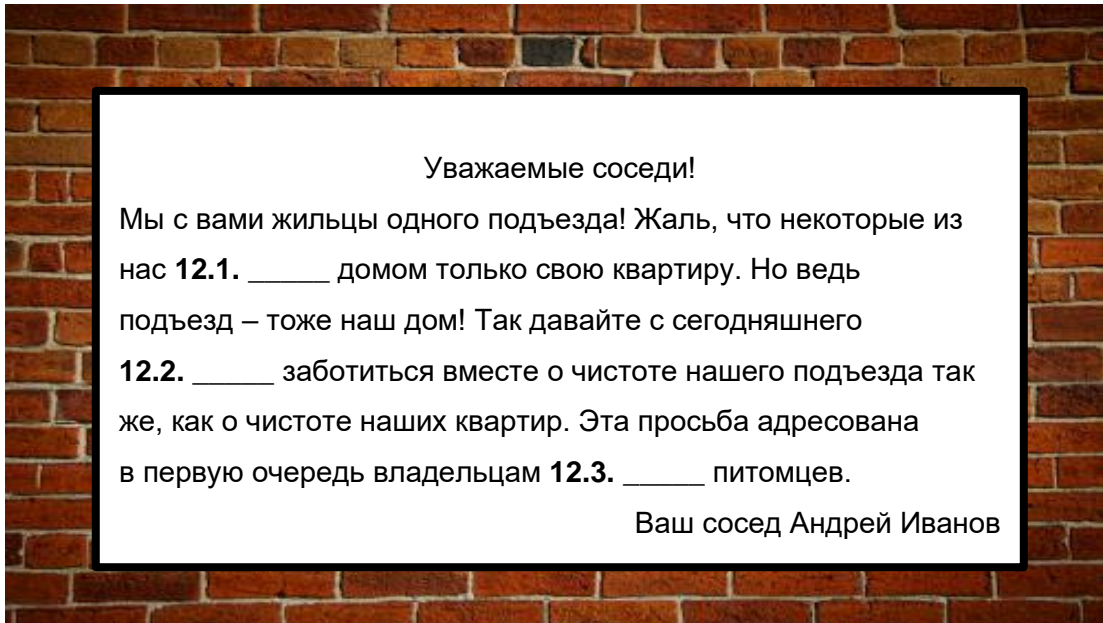 Уважаемые соседи!
Мы с вами жильцы одного подъезда! Жаль, что некоторые из
нас 12.1. _____ домом только свою квартиру. Но ведь
подъезд – тоже наш дом! Так давайте с сегодняшнего
12.2. _____ заботиться вместе о чистоте нашего подъезда так
же, как о чистоте наших квартир. Эта просьба адресована
в первую очередь владельцам 12.3. _____ питомцев.
Ваш сосед Андрей Иванов